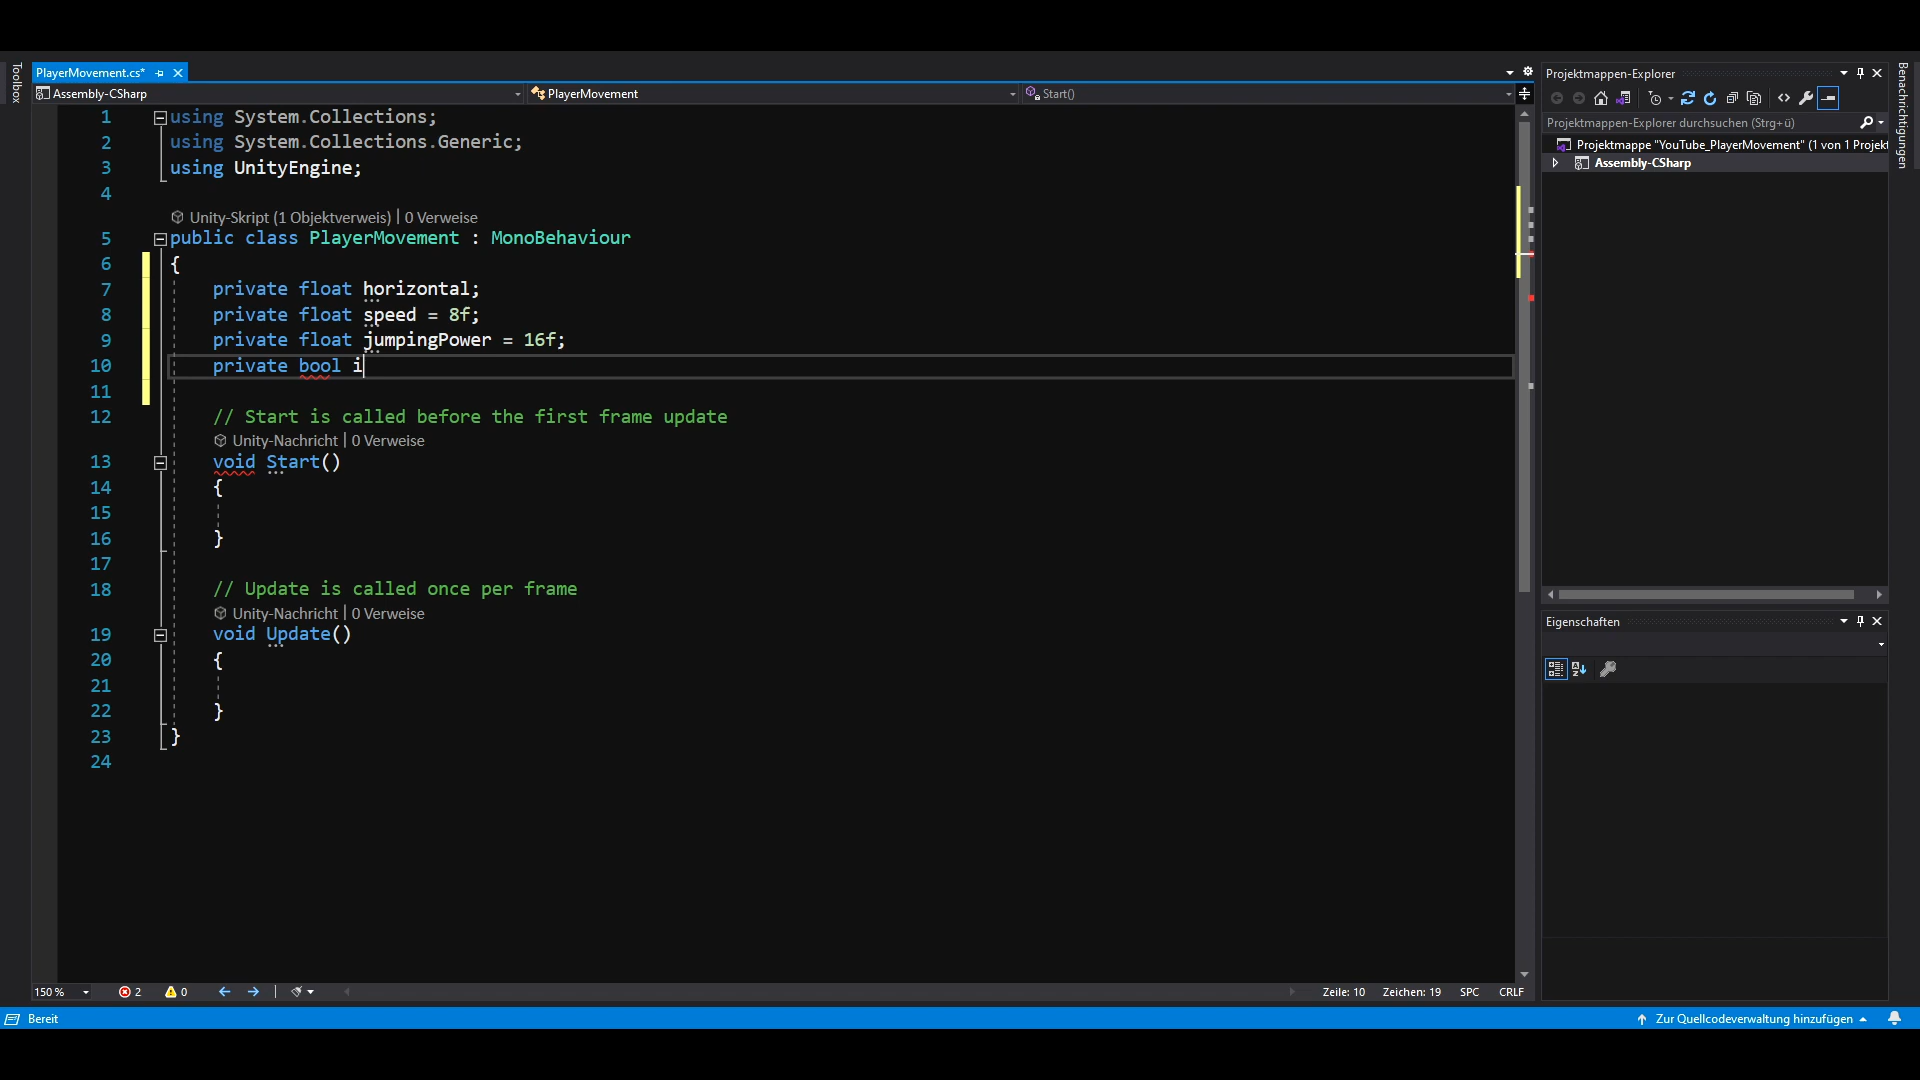 Toolbox
PlayerMovement.cs*
Assembly-CSharp
PlayerMovement
Start()
1 using System.Collections;
2 using System.Collections.Generic;
3 using UnityEngine;
4
Unity-Skript (1 Objektverweis) | 0 Verweise
5 public class PlayerMovement : MonoBehaviour
6 {
7 private float horizontal;
8 private float speed = 8f;
9 private float jumpingPower = 16f;
10 private bool i
11
12 // Start is called before the first frame update
Unity-Nachricht | 0 Verweise
13 void Start()
14 {
15
16 }
17
18 // Update is called once per frame
Unity-Nachricht | 0 Verweise
19 void Update()
20 {
21
22 }
23 }
24
150 %
2
0
Zeile: 10
Zeichen: 19
SPC
CRLF
Bereit
Zur Quellcodeverwaltung hinzufügen
Projektmappen-Explorer
Projektmappen-Explorer durchsuchen (Strg+ü)
Projektmappe "YouTube_PlayerMovement" (1 von 1 Projekt
Assembly-CSharp
Eigenschaften
Benachrichtigungen